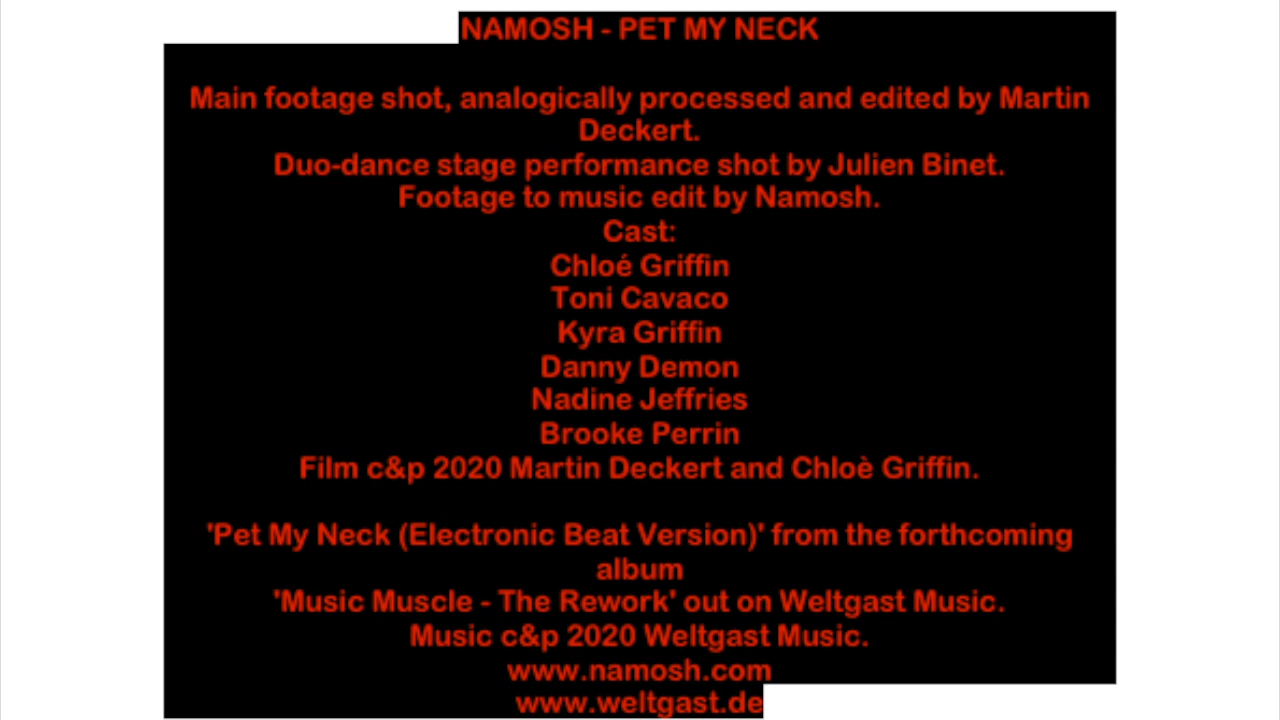 NAMOSH - PET MY NECK
Main footage shot, analogically processed and edited by Martin
Deckert.
Duo-dance stage performance shot by Julien Binet.
Footage to music edit by Namosh.
Cast:
Chloé Griffin
Toni Cavaco
Kyra Griffin
Danny Demon
Nadine Jeffries
Brooke Perrin
Film c&p 2020 Martin Deckert and Chloè Griffin.
'Pet My Neck (Electronic Beat Version)' from the forthcoming
album
'Music Muscle - The Rework' out on Weltgast Music.
Music c&p 2020 Weltgast Music.
www.namosh.com
www.weltgast.de